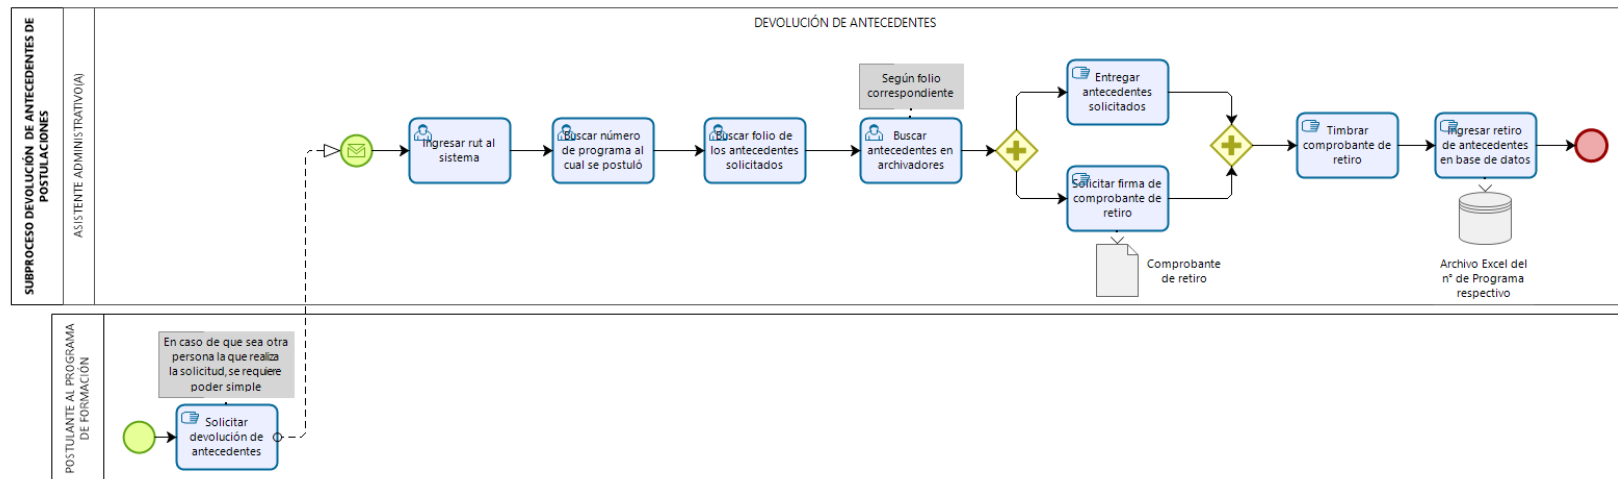 DEVOLUCIÓN DE ANTECEDENTES
SUBPROCESO DEVOLUCIÓN DE ANTECEDENTES DE
POSTULACIONES
ASISTENTE ADMINISTRATIVO(A)
Ingresar rut al
sistema
Buscar número
de programa al
cual se postuló
Buscar folio de
los antecedentes
solicitados
Según folio
correspondiente
Buscar
antecedentes en
archivadores
Entregar
antecedentes
solicitados
Solicitar firma de
comprobante de
retiro
Comprobante
de retiro
Timbrar
comprobante de
retiro
Ingresar retiro
de antecedentes
en base de datos
Archivo Excel del
n° de Programa
respectivo
POSTULANTE AL PROGRAMA
DE FORMACIÓN
En caso de que sea otra
persona la que realiza
la solicitud, se requiere
poder simple
Solicitar
devolución de
antecedentes